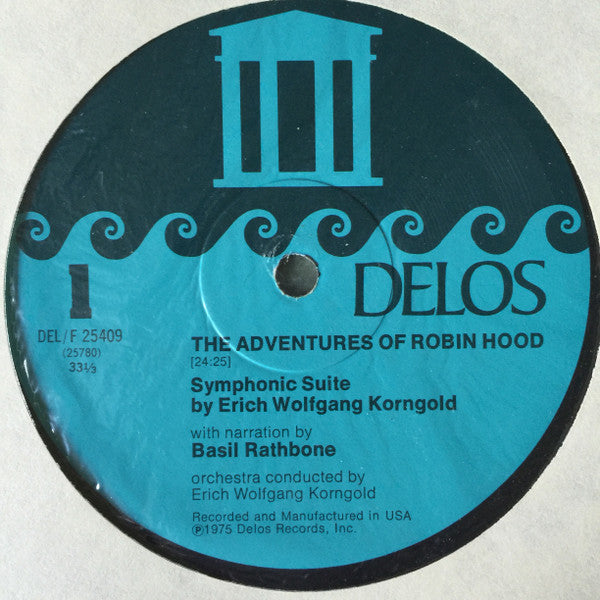 1
DELOS
DEL/F 25409
(25780)
33⅓
THE ADVENTURES OF ROBIN HOOD
[24:25]
Symphonic Suite
by Erich Wolfgang Korngold
with narration by
Basil Rathbone
orchestra conducted by
Erich Wolfgang Korngold
Recorded and Manufactured in USA
℗1975 Delos Records, Inc.